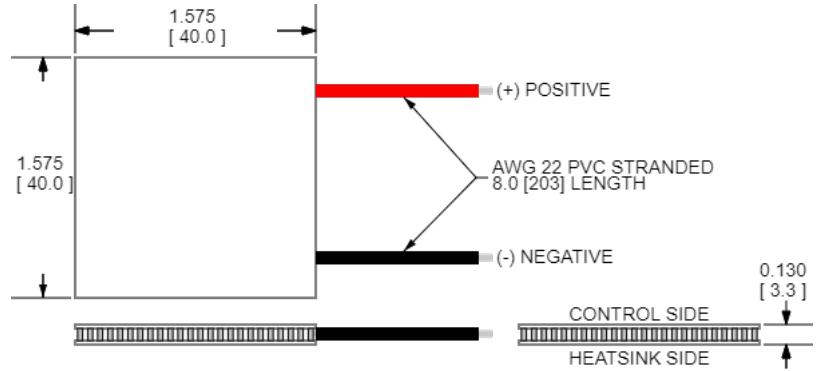 1.575
[ 40.0 ]
(+) POSITIVE
1.575
[ 40.0 ]
AWG 22 PVC STRANDED
8.0 [203] LENGTH
(-) NEGATIVE
0.130
[ 3.3 ]
CONTROL SIDE
HEATSINK SIDE